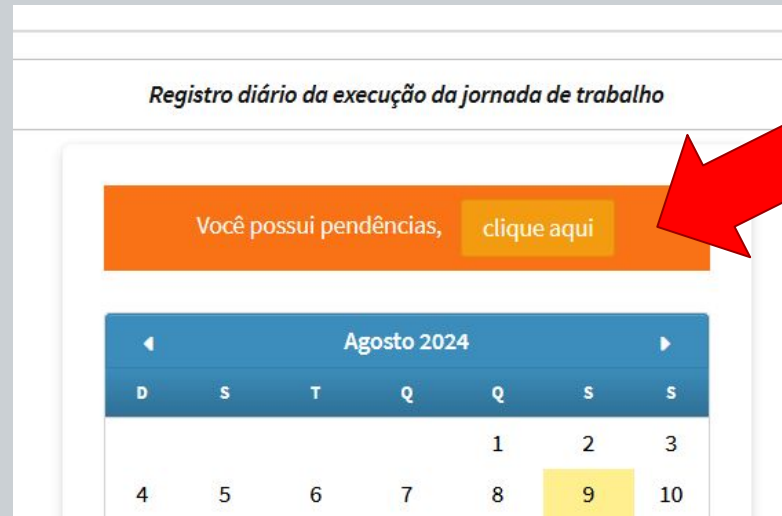 Registro diário da execução da jornada de trabalho
Você possui pendências, clique aqui
Agosto 2024
D S T Q Q S S
1 2 3
4 5 6 7 8 9 10